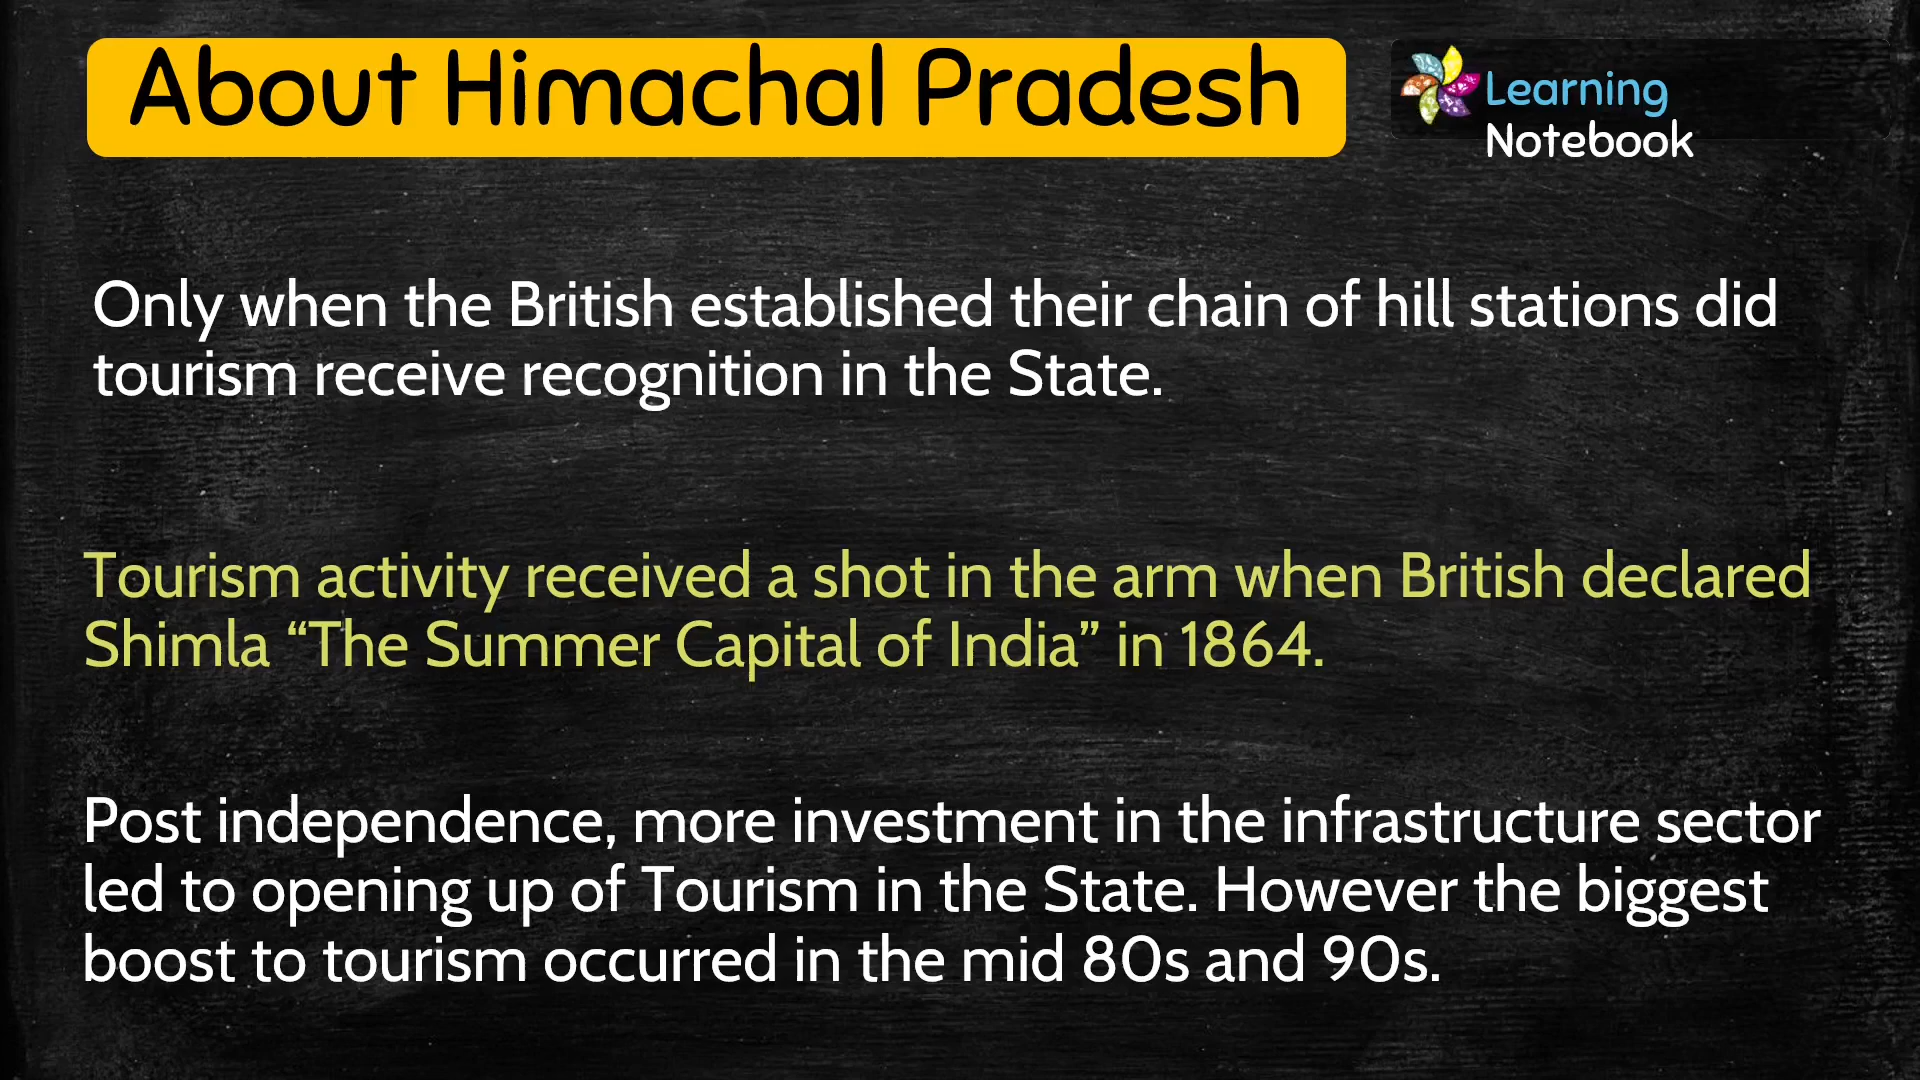 About Himachal Pradesh
Learning
Notebook
Only when the British established their chain of hill stations did
tourism receive recognition in the State.
Tourism activity received a shot in the arm when British declared
Shimla “The Summer Capital of India” in 1864.
Post independence, more investment in the infrastructure sector
led to opening up of Tourism in the State. However the biggest
boost to tourism occurred in the mid 80s and 90s.